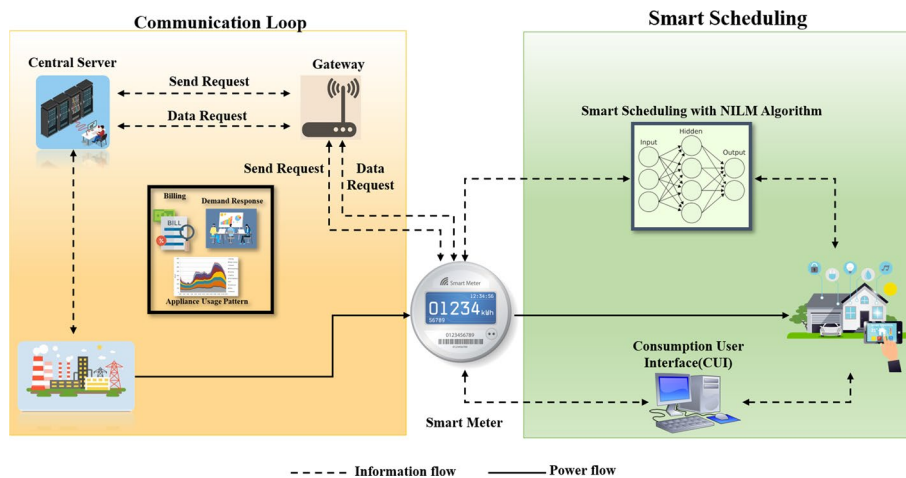 Communication Loop
Smart Scheduling
Central Server
Gateway
Send Request
Data Request
Smart Scheduling with NILM Algorithm
Input
Hidden
Output
Send Request
Data
Request
Billing
BILL
Demand Response
Appliance Usage Pattern
Smart Meter
12:34:56
01234 kWh
56789
0123456789
Consumption User
Interface(CUI)
Smart Meter
Information flow
Power flow